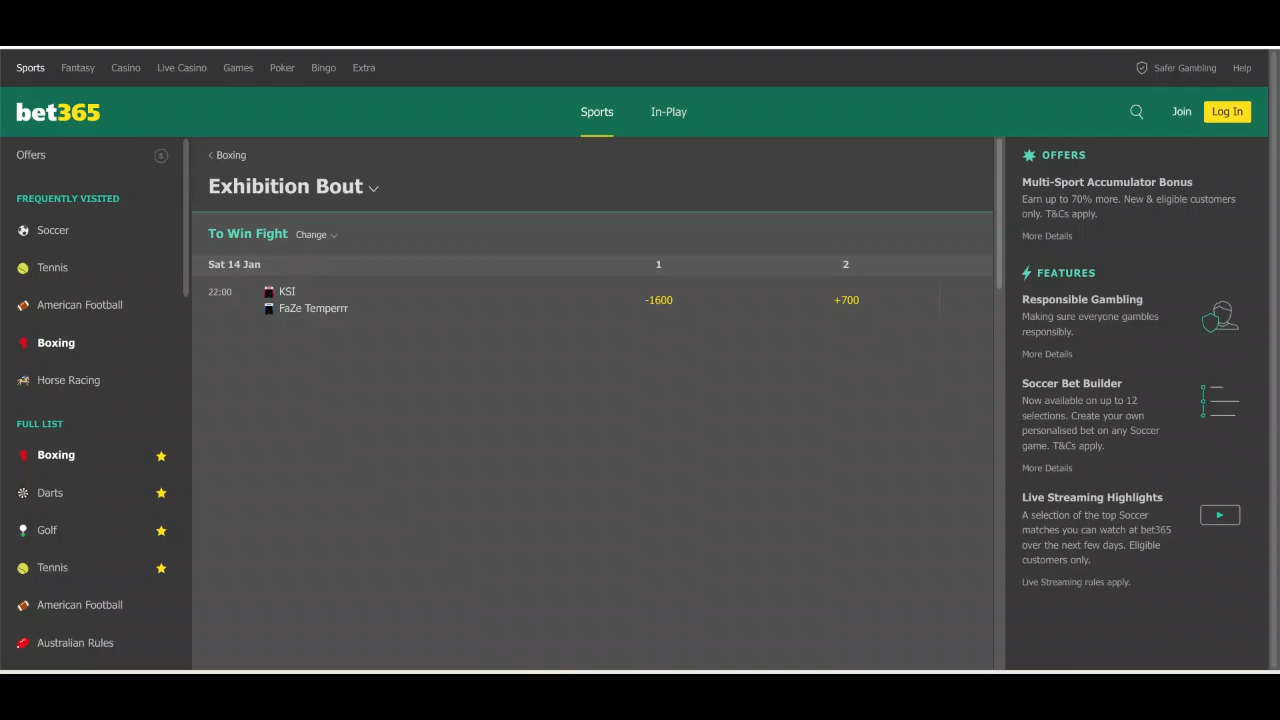 Sports Fantasy Casino Live Casino Games Poker Bingo Extra Safer Gambling Help
bet365 Sports In-Play Join Log In
Offers
FREQUENTLY VISITED
Soccer
Tennis
American Football
Boxing
Horse Racing
FULL LIST
Boxing
Darts
Golf
Tennis
American Football
Australian Rules
Boxing
Exhibition Bout
To Win Fight Change
Sat 14 Jan 1 2
22:00 KSI -1600 +700
FaZe Temperrr
OFFERS
Multi-Sport Accumulator Bonus
Earn up to 70% more. New & eligible customers
only. T&Cs apply.
More Details
FEATURES
Responsible Gambling
Making sure everyone gambles
responsibly.
More Details
Soccer Bet Builder
Now available on up to 12
selections. Create your own
personalised bet on any Soccer
game. T&Cs apply.
More Details
Live Streaming Highlights
A selection of the top Soccer
matches you can watch at bet365
over the next few days. Eligible
customers only.
Live Streaming rules apply.